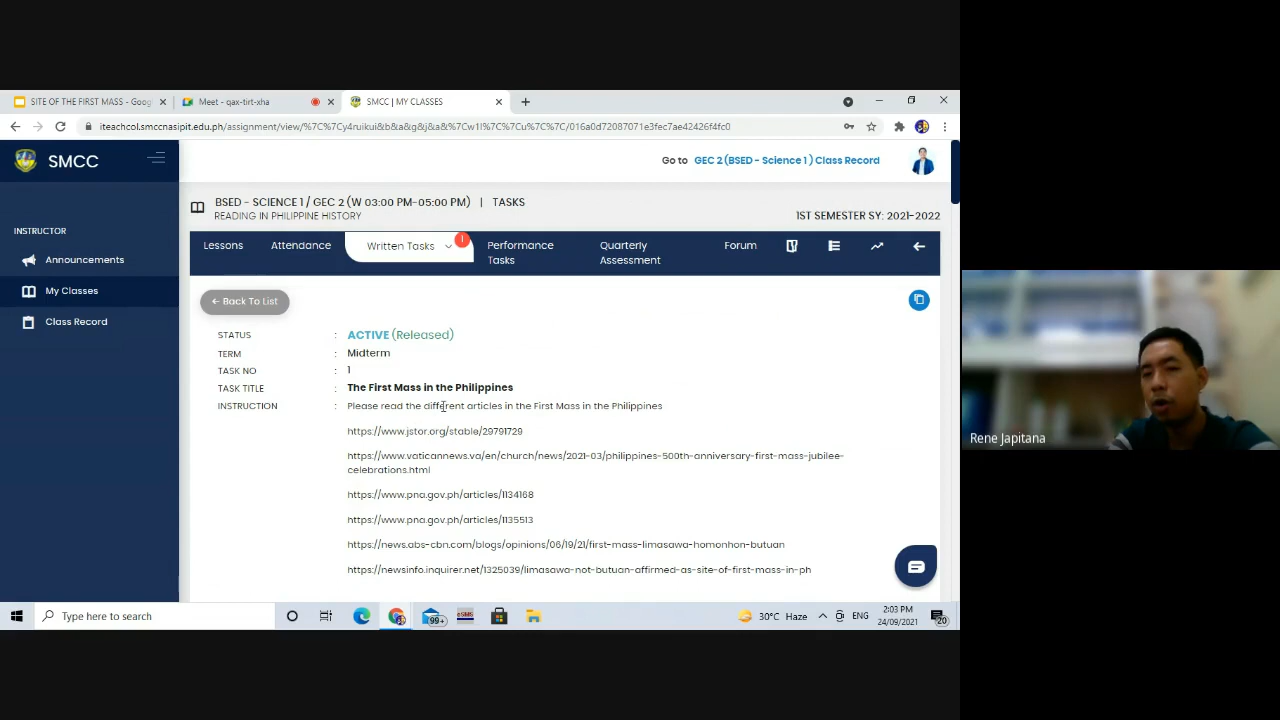 SITE OF THE FIRST MASS - Goog
Meet - qax-tirt-xha
SMCC | MY CLASSES
iteachcol.smccnasipit.edu.ph/assignment/view/%7C%7Cy4ruikui&b&a&g&j&a&t&%7Cw1l%7C%7Cu%7C%7C/016a0d72087071e3fec7ae42426f4fc0
SMCC
Go to GEC 2 (BSED - Science 1 ) Class Record
BSED - SCIENCE 1 / GEC 2 (W 03:00 PM-05:00 PM) | TASKS
READING IN PHILIPPINE HISTORY
1ST SEMESTER SY: 2021-2022
INSTRUCTOR
Announcements
My Classes
Class Record
Lessons
Attendance
Written Tasks
1
Performance Tasks
Quarterly Assessment
Forum
Back To List
STATUS : ACTIVE (Released)
TERM : Midterm
TASK NO : 1
TASK TITLE : The First Mass in the Philippines
INSTRUCTION : Please read the different articles in the First Mass in the Philippines
https://www.jstor.org/stable/29791729
https://www.vaticannews.va/en/church/news/2021-03/philippines-500th-anniversary-first-mass-jubilee-
celebrations.html
https://www.pna.gov.ph/articles/1134168
https://www.pna.gov.ph/articles/1135513
https://news.abs-cbn.com/blogs/opinions/06/19/21/first-mass-limasawa-homonhon-butuan
https://newsinfo.inquirer.net/1325039/limasawa-not-butuan-affirmed-as-site-of-first-mass-in-ph
Rene Japitana
Type here to search
99+
30°C Haze
ENG
2:03 PM
24/09/2021
20